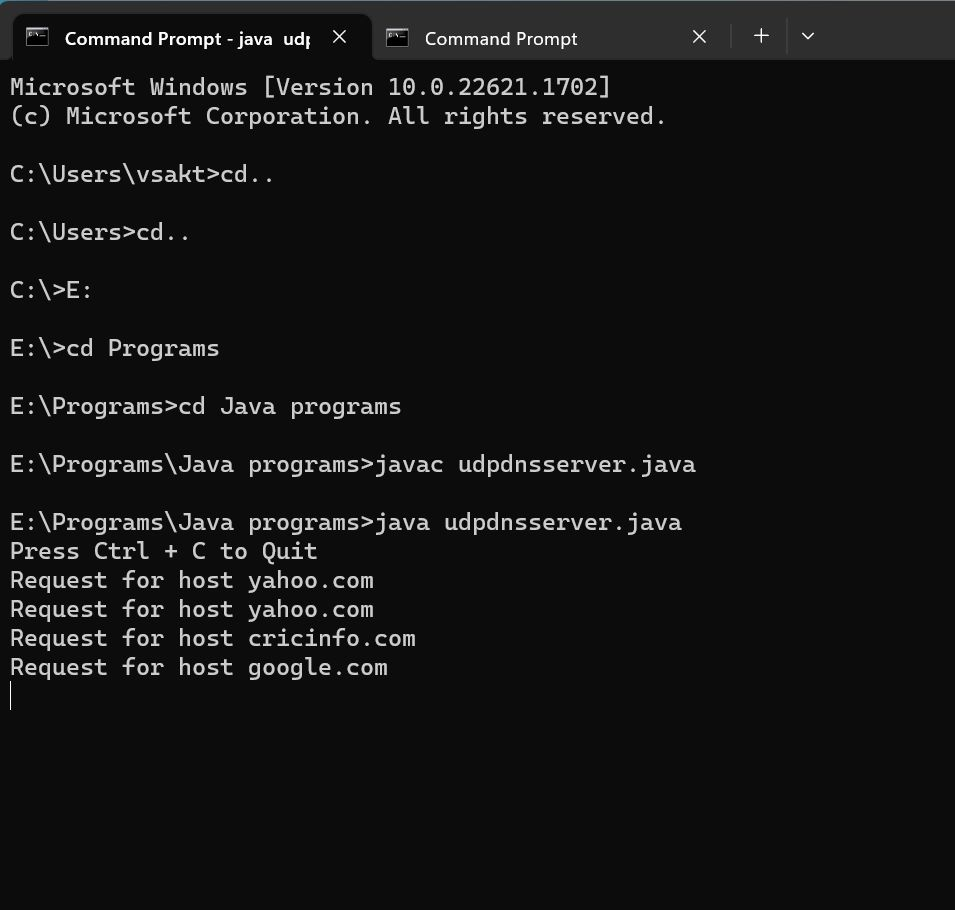 Command Prompt - java udp
Command Prompt
Microsoft Windows [Version 10.0.22621.1702]
(c) Microsoft Corporation. All rights reserved.
C:\Users\vsakt>cd..
C:\Users>cd..
C:\>E:
E:\>cd Programs
E:\Programs>cd Java programs
E:\Programs\Java programs>javac udpdnsserver.java
E:\Programs\Java programs>java udpdnsserver.java
Press Ctrl + C to Quit
Request for host yahoo.com
Request for host yahoo.com
Request for host cricinfo.com
Request for host google.com